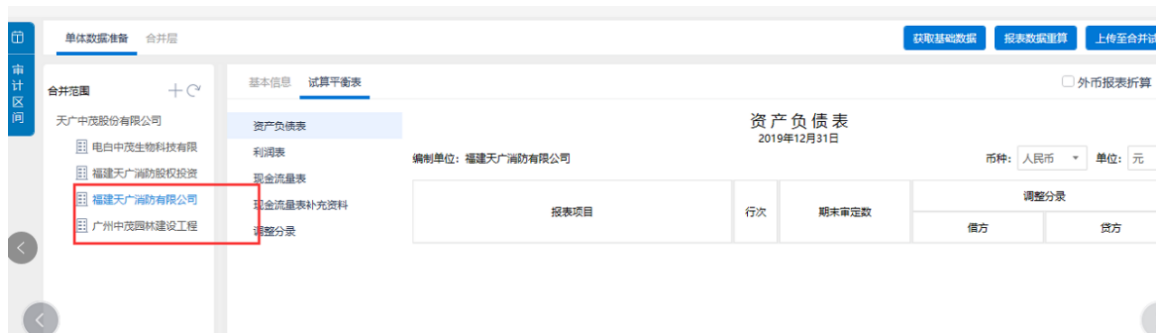 单体数据准备 合并层 获取基础数据 报表数据重算 上传至合并试
审计区间
合并范围
基本信息 试算平衡表 外币报表折算
天广中茂股份有限公司
电白中茂生物科技有限
福建天广消防股权投资
福建天广消防有限公司
广州中茂园林建设工程
资产负债表
利润表
现金流量表
现金流量表补充资料
调整分录
资产负债表
2019年12月31日
编制单位：福建天广消防有限公司 币种： 人民币 单位： 元
报表项目 行次 期末审定数 调整分录
借方 贷方